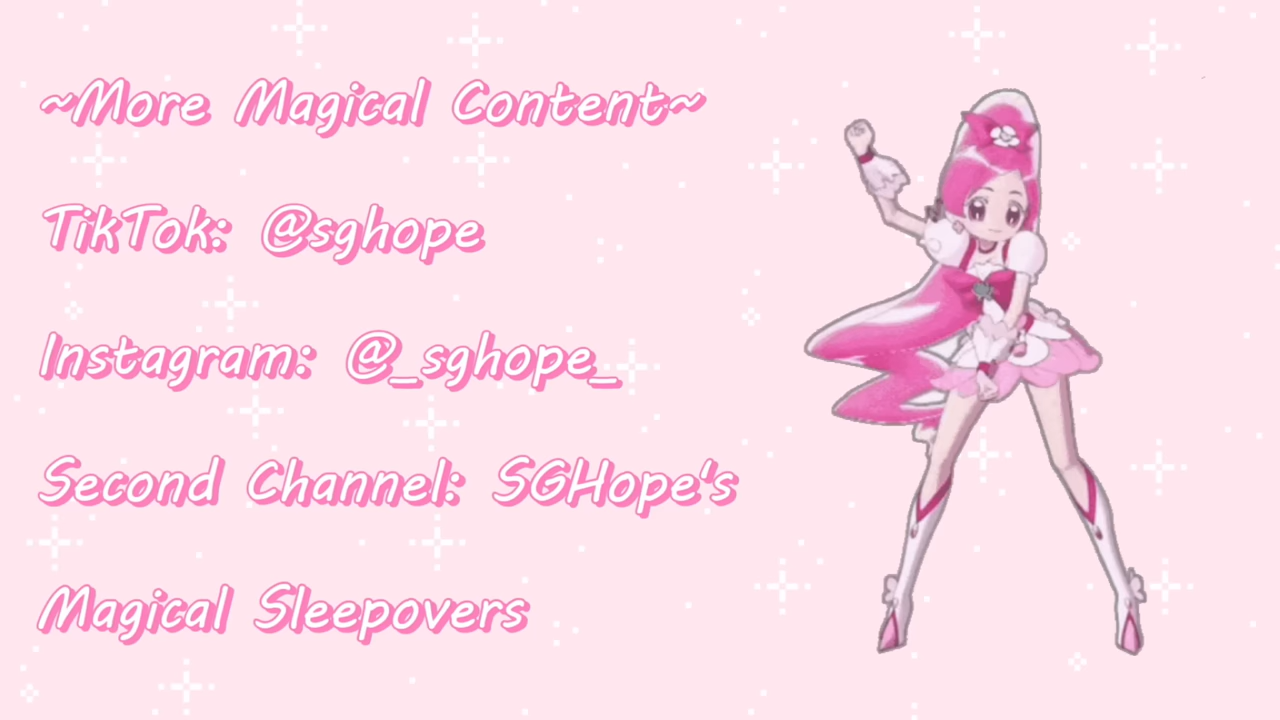 ~More Magical Content~
TikTok: @sghope
Instagram: @_sghope_
Second Channel: SGHope's
Magical Sleepovers